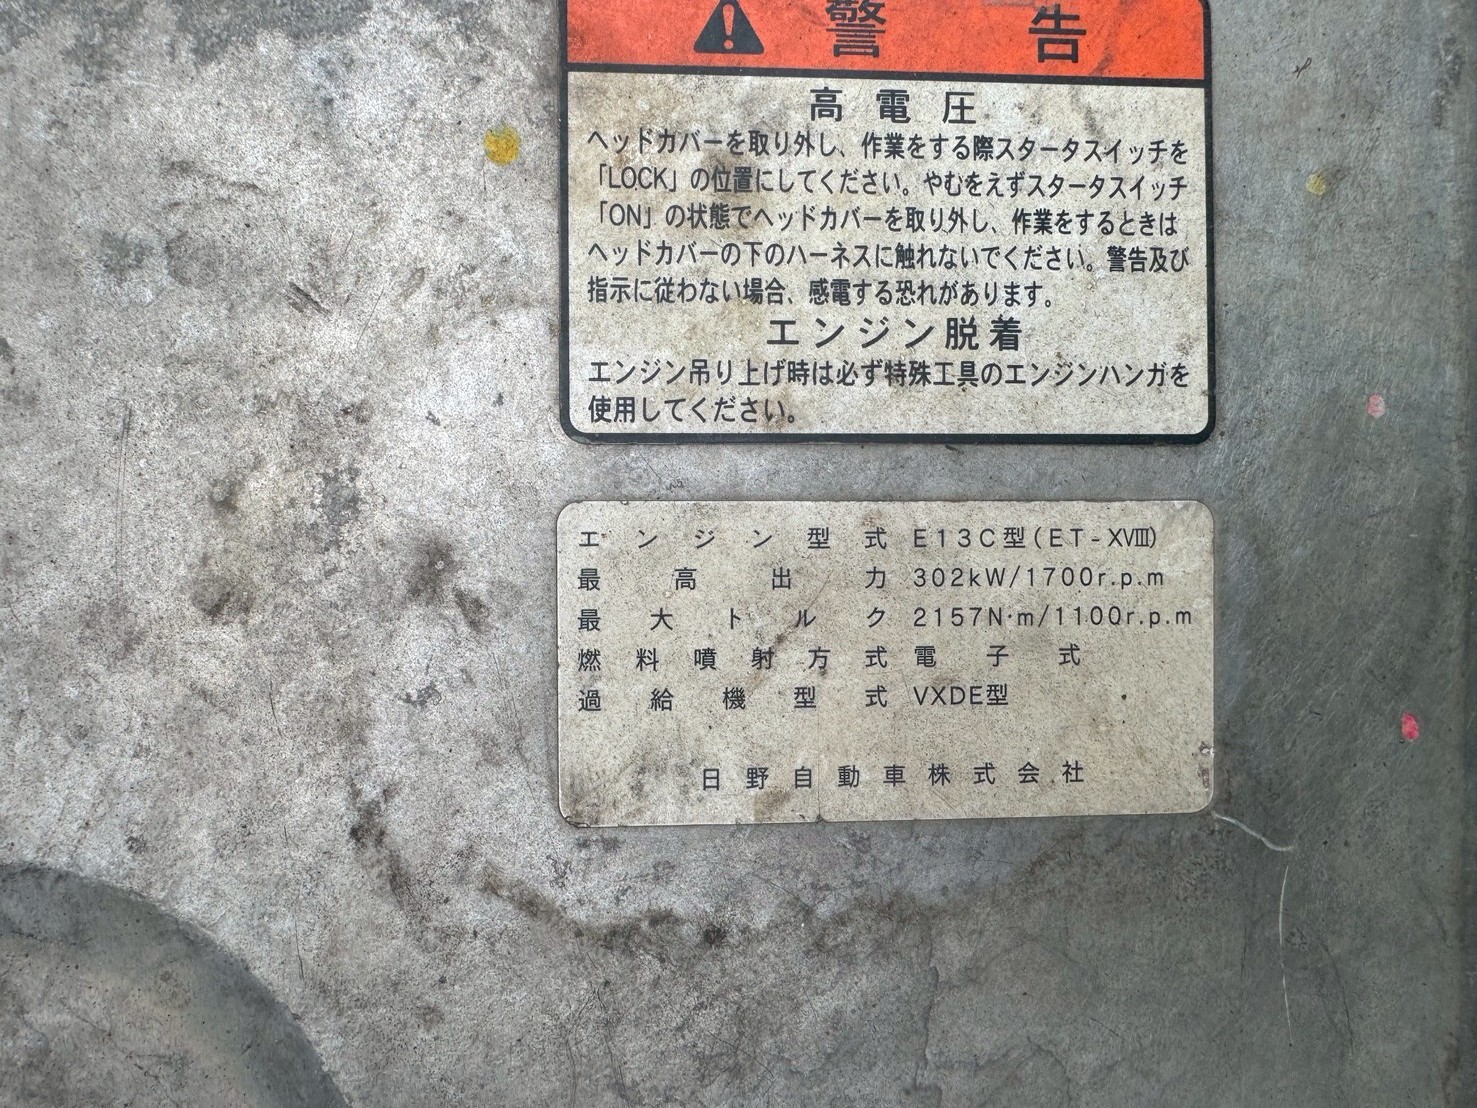 警告
高電圧
ヘッドカバーを取り外し、作業をする際スタータスイッチを
「LOCK」の位置にしてください。やむをえずスタータスイッチ
「ON」の状態でヘッドカバーを取り外し、作業をするときは
ヘッドカバーの下のハーネスに触れないでください。警告及び
指示に従わない場合、感電する恐れがあります。
エンジン脱着
エンジン吊り上げ時は必ず特殊工具のエンジンハンガを
使用してください。
エンジン型式 E13C型(ET-XVIII)
最高出力 302kW/1700r.p.m
最大トルク 2157N·m/1100r.p.m
燃料噴射方式 電子式
過給機型式 VXDE型
日野自動車株式会社